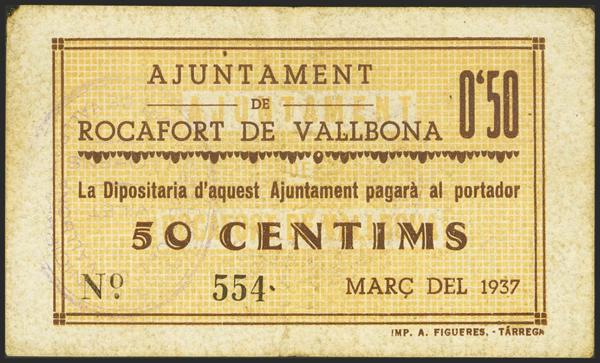 AJUNTAMENT
DE
ROCAFORT DE VALLBONA
0'50
La Dipositaria d'aquest Ajuntament pagarà al portador
50 CENTIMS
Nº 554 MARÇ DEL 1937
IMP. A. FIGUERES. - TÁRREGA